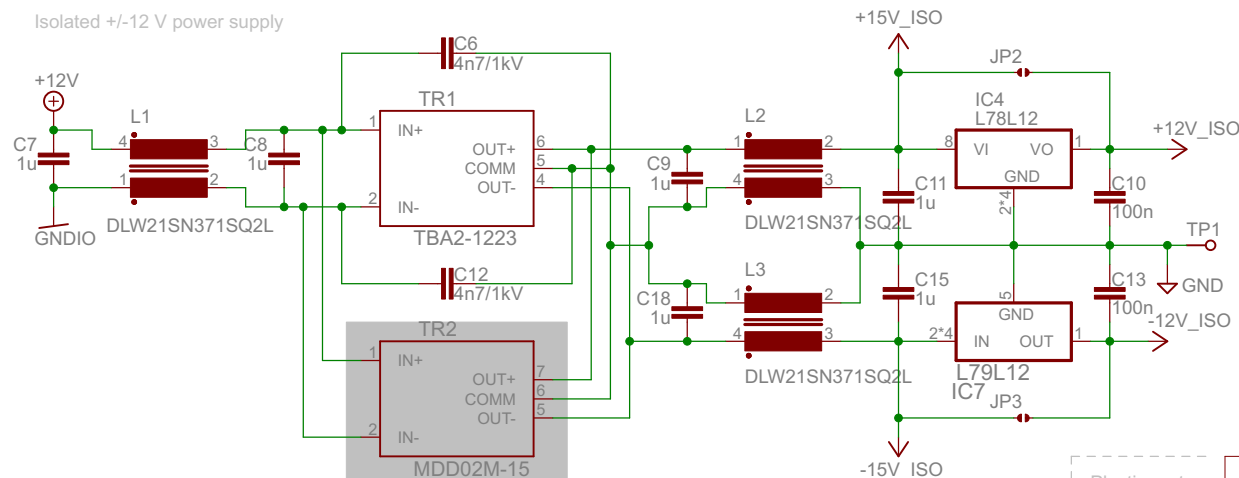 Isolated +/-12 V power supply
+15V_ISO
C6
4n7/1kV
JP2
+12V
TR1
IC4
L78L12
L1
L2
C7
1u
4
3
C8
1u
1
IN+
OUT+
6
COMM
5
OUT-
4
2
IN-
1
2
C9
1u
1
2
4
3
8
VI
VO
1
GND
2*4
+12V_ISO
C11
1u
C10
100n
GNDIO
DLW21SN371SQ2L
TBA2-1223
DLW21SN371SQ2L
TP1
C12
4n7/1kV
L3
C18
1u
1
2
4
3
C15
1u
5
GND
C13
100n
GND
-12V_ISO
TR2
1
IN+
OUT+
7
COMM
6
OUT-
5
2
IN-
2*4
IN
OUT
1
DLW21SN371SQ2L
L79L12
IC7
JP3
MDD02M-15
-15V_ISO